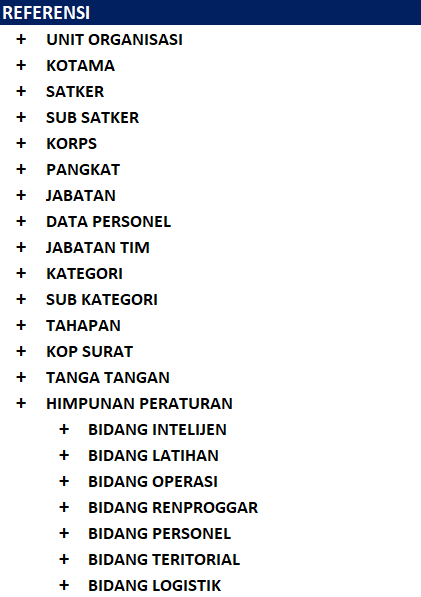 REFERENSI
+ UNIT ORGANISASI
+ KOTAMA
+ SATKER
+ SUB SATKER
+ KORPS
+ PANGKAT
+ JABATAN
+ DATA PERSONEL
+ JABATAN TIM
+ KATEGORI
+ SUB KATEGORI
+ TAHAPAN
+ KOP SURAT
+ TANGA TANGAN
+ HIMPUNAN PERATURAN
+ BIDANG INTELIJEN
+ BIDANG LATIHAN
+ BIDANG OPERASI
+ BIDANG RENPROGGAR
+ BIDANG PERSONEL
+ BIDANG TERITORIAL
+ BIDANG LOGISTIK